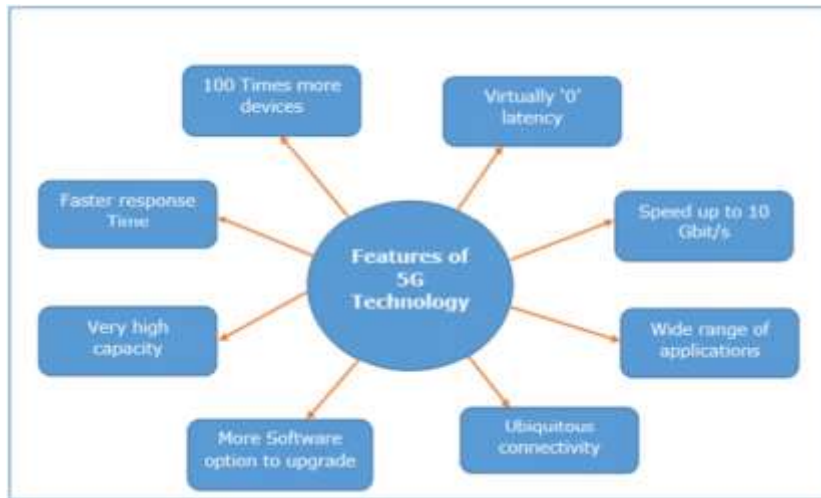 100 Times more
devices
Virtually '0'
latency
Faster response
Time
Speed up to 10
Gbit/s
Features of
5G
Technology
Very high
capacity
Wide range of
applications
More Software
option to upgrade
Ubiquitous
connectivity